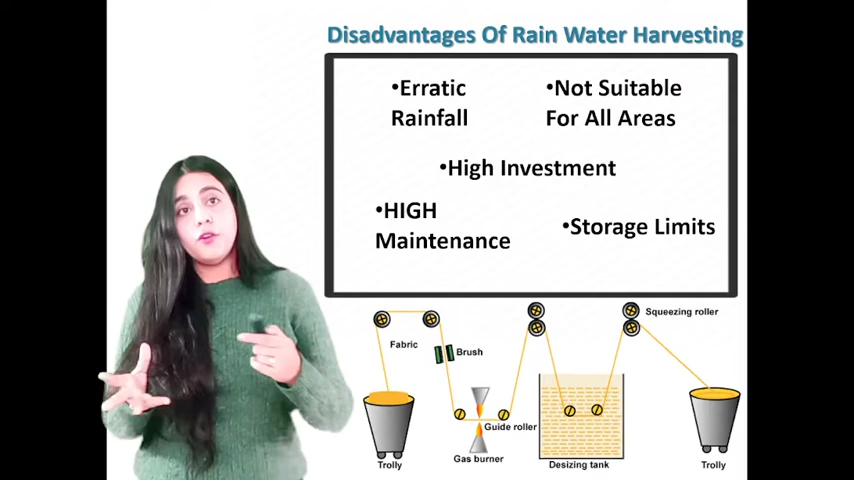 Disadvantages Of Rain Water Harvesting
•Erratic
Rainfall
•Not Suitable
For All Areas
•High Investment
•HIGH
Maintenance
•Storage Limits
Squeezing roller
Fabric
Brush
Guide roller
Gas burner
Trolly
Desizing tank
Trolly